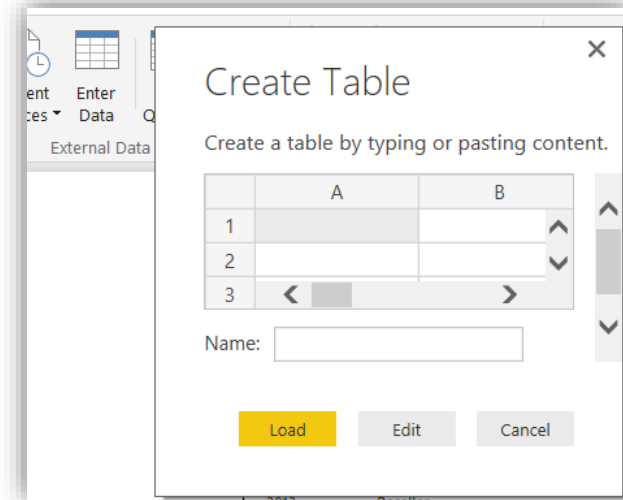 ent
Enter
ces
Data
Q
External Data
Create Table
Create a table by typing or pasting content.
A
B
1
2
3
Name:
Load
Edit
Cancel